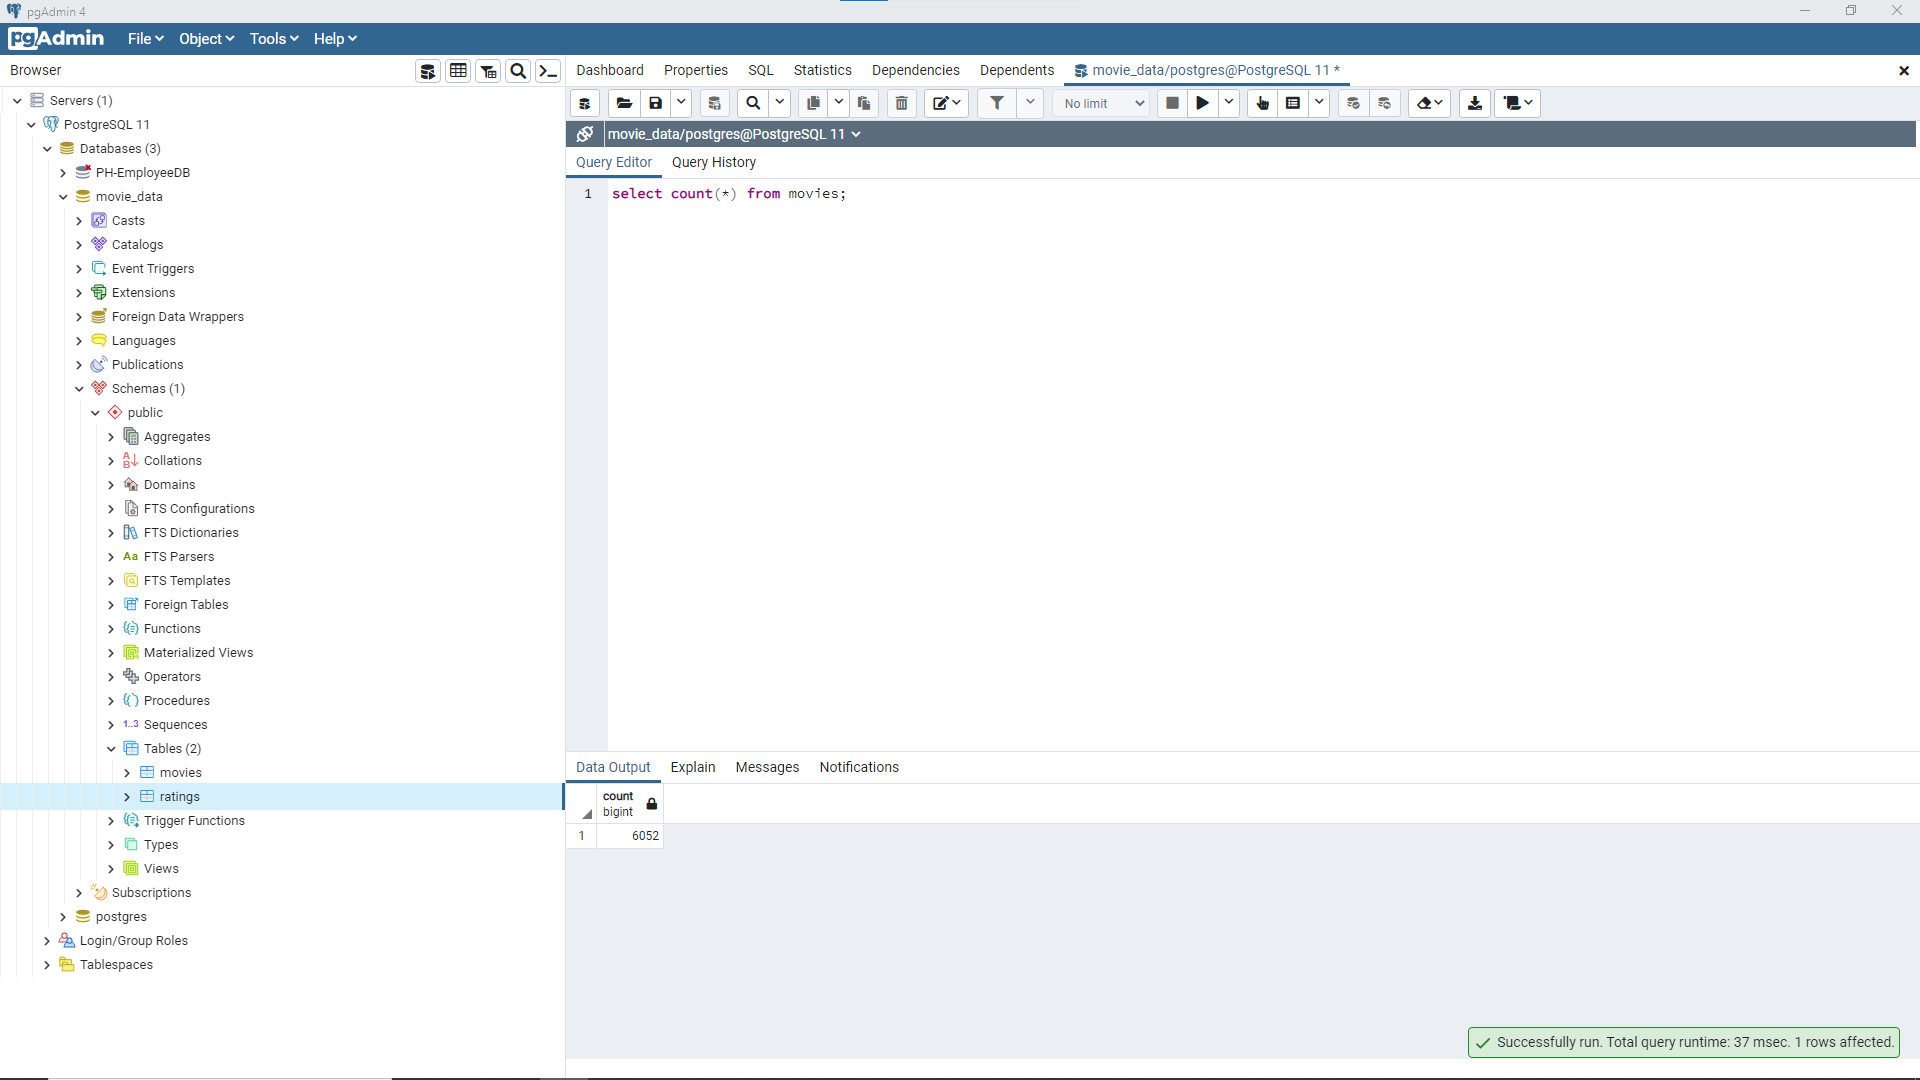 pgAdmin 4
pgAdmin File Object Tools Help
Browser
Dashboard Properties SQL Statistics Dependencies Dependents movie_data/postgres@PostgreSQL 11 *
No limit
movie_data/postgres@PostgreSQL 11
Query Editor Query History
1 select count(*) from movies;
Servers (1)
PostgreSQL 11
Databases (3)
PH-EmployeeDB
movie_data
Casts
Catalogs
Event Triggers
Extensions
Foreign Data Wrappers
Languages
Publications
Schemas (1)
public
Aggregates
Collations
Domains
FTS Configurations
FTS Dictionaries
Aa FTS Parsers
FTS Templates
Foreign Tables
Functions
Materialized Views
Operators
Procedures
1..3 Sequences
Tables (2)
movies
ratings
Trigger Functions
Types
Views
Subscriptions
postgres
Login/Group Roles
Tablespaces
Data Output Explain Messages Notifications
count
bigint
1 6052
Successfully run. Total query runtime: 37 msec. 1 rows affected.